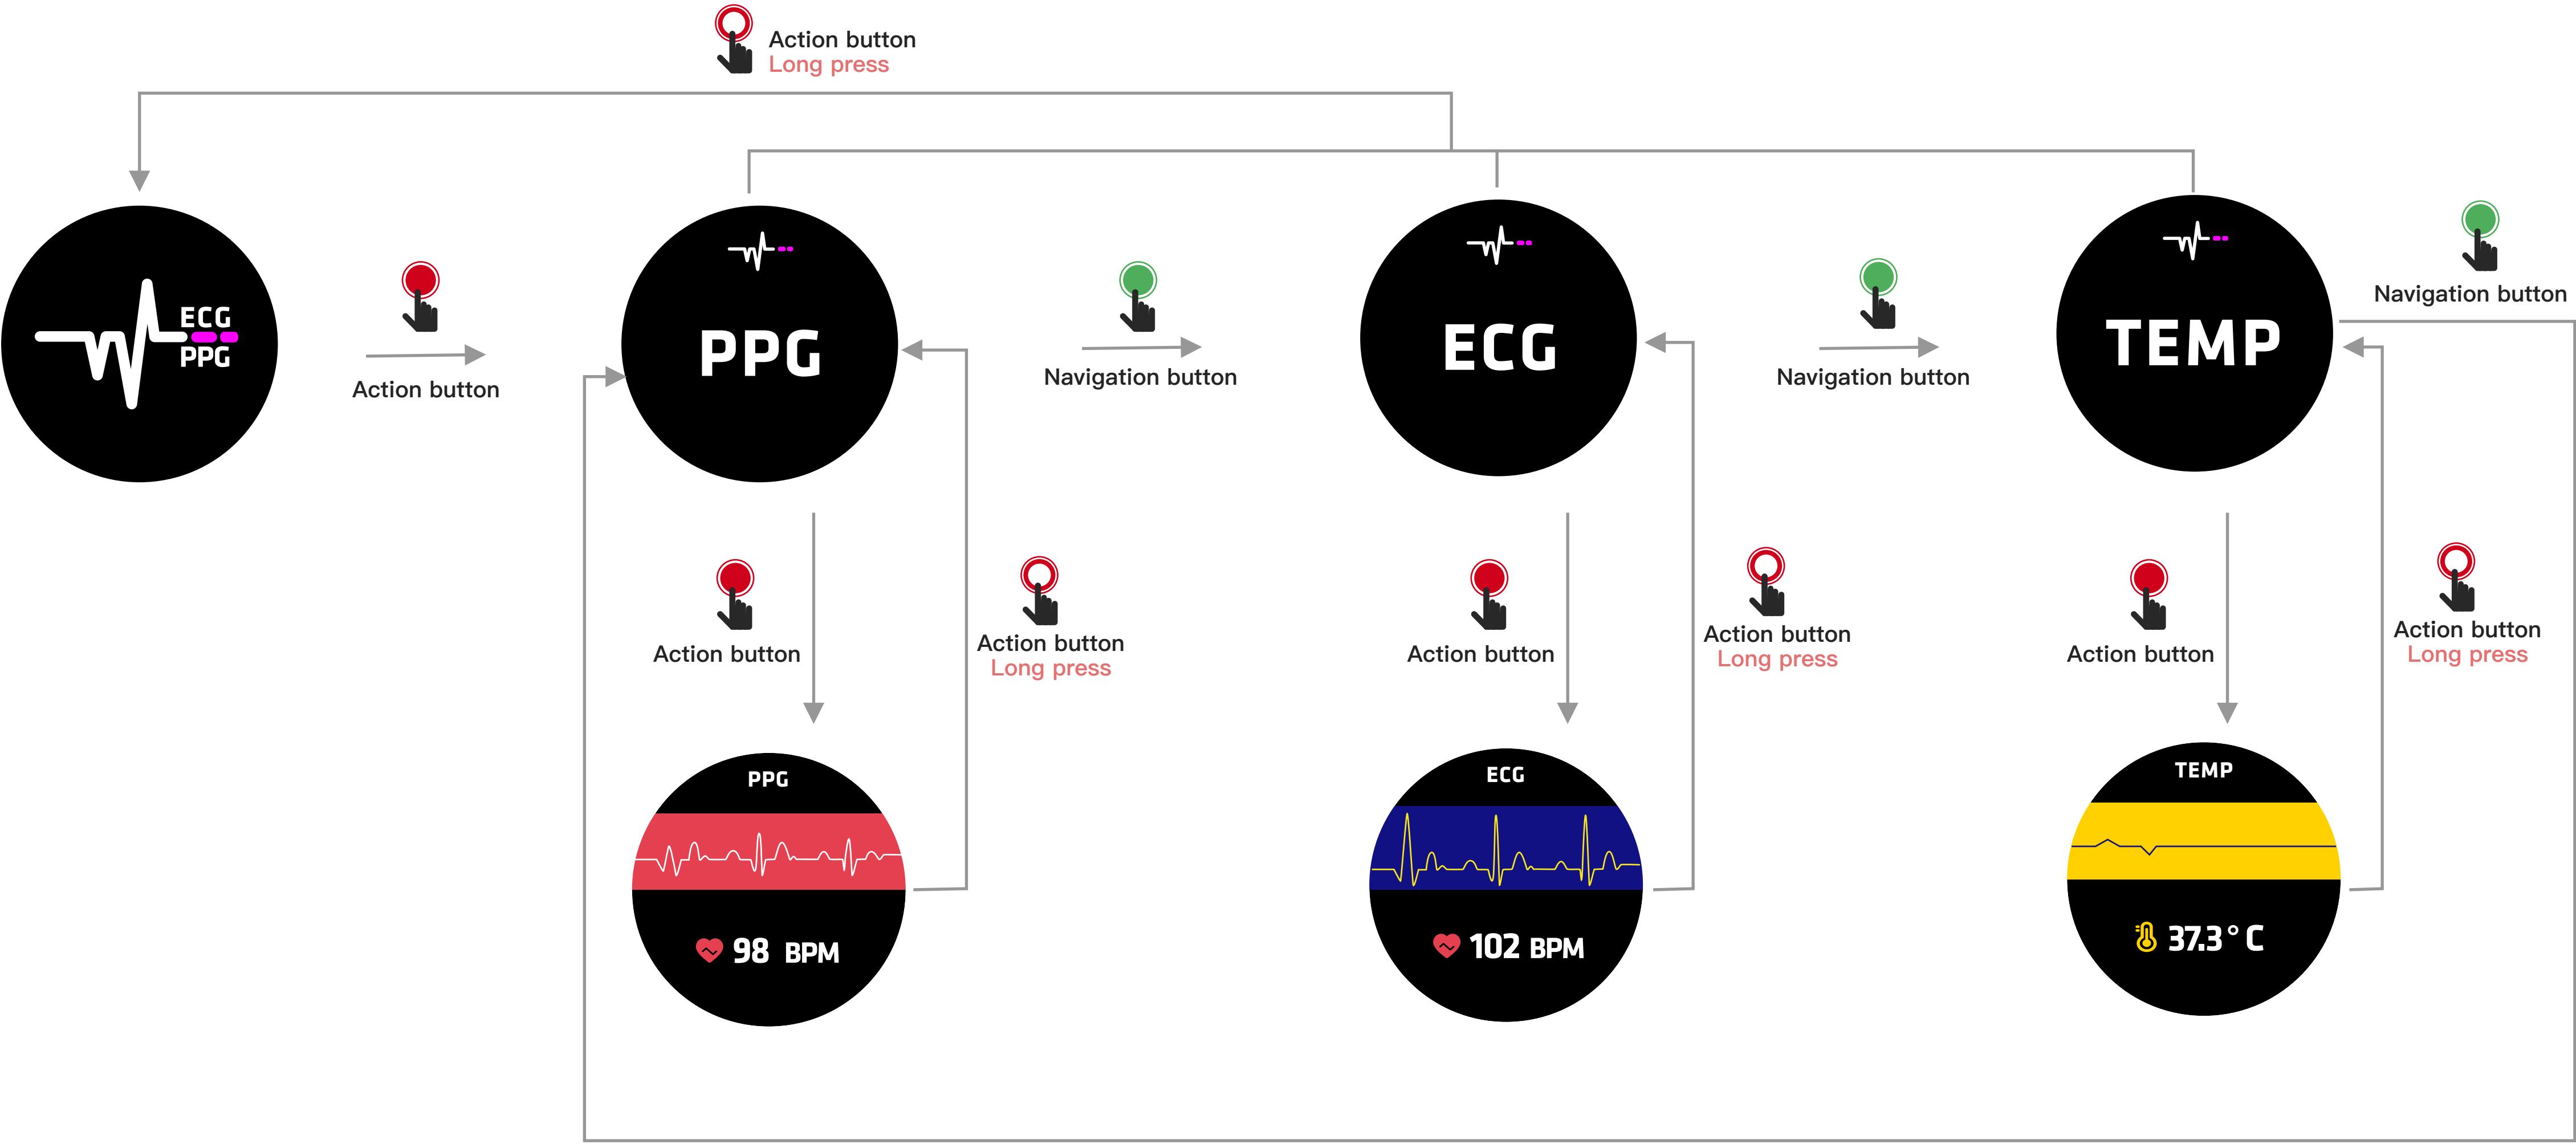 Action button
Long press
ECG
PPG
Action button
PPG
Navigation button
ECG
Navigation button
TEMP
Navigation button
Action button
Action button
Long press
Action button
Action button
Long press
Action button
Action button
Long press
PPG
98 BPM
ECG
102 BPM
TEMP
37.3° C